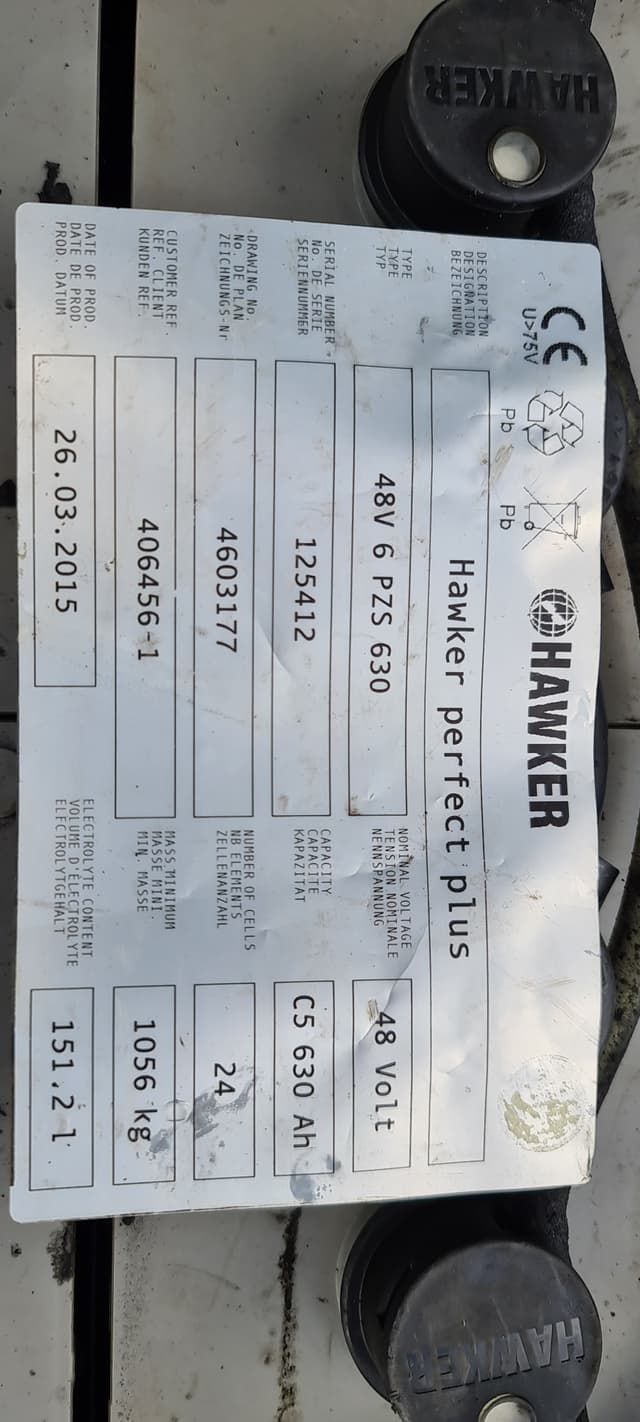 HAWKER
CE
U>75V
Pb
Pb
HAWKER
DESCRIPTION
DESIGNATION
BEZEICHNUNG
Hawker perfect plus
TYPE
TYPE
TYP
48V 6 PZS 630
NOMINAL VOLTAGE
TENSION NOMINALE
NENNSPANNUNG
48 Volt
SERIAL NUMBER
No. DE SERIE
SERIENNUMMER
125412
CAPACITY
CAPACITE
KAPAZITAT
C5 630 Ah
DRAWING No.
No DE PLAN
ZEICHNUNGS-Nr
4603177
NUMBER OF CELLS
NB ELEMENTS
ZELLENANZAHL
24
CUSTOMER REF.
REF. CLIENT
KUNDEN REF.
406456-1
MASS MINIMUM
MASSE MINI
MIN. MASSE
1056 kg
DATE OF PROD.
DATE DE PROD.
PROD. DATUM
26.03.2015
ELECTROLYTE CONTENT
VOLUME D'ELECTROLYTE
ELECTROLYTGEHALT
151.2 l
HAWKER